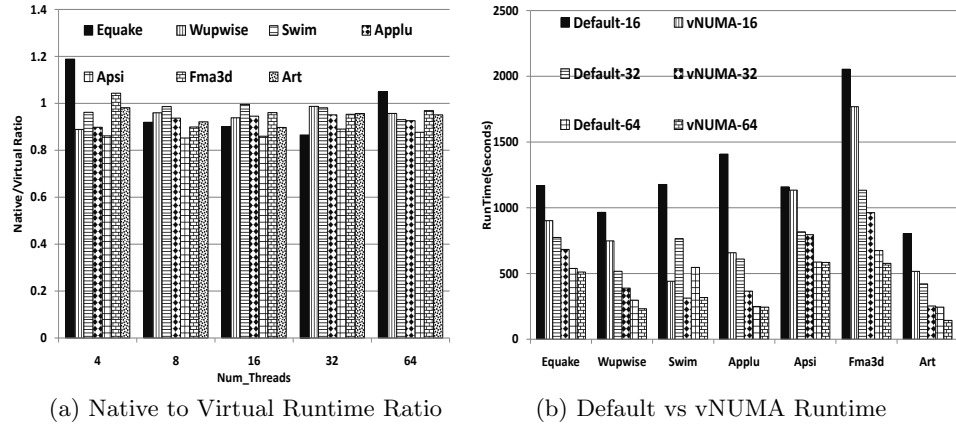 1.4
1.2
1
0.8
0.6
0.4
0.2
0
Native/Virtual Ratio
Equake Wupwise Swim Applu
Apsi Fma3d Art
4 8 16 32 64
Num_Threads
(a) Native to Virtual Runtime Ratio
2500
2000
1500
1000
500
0
RunTime(Seconds)
Default-16 vNUMA-16
Default-32 vNUMA-32
Default-64 vNUMA-64
Equake Wupwise Swim Applu Apsi Fma3d Art
(b) Default vs vNUMA Runtime